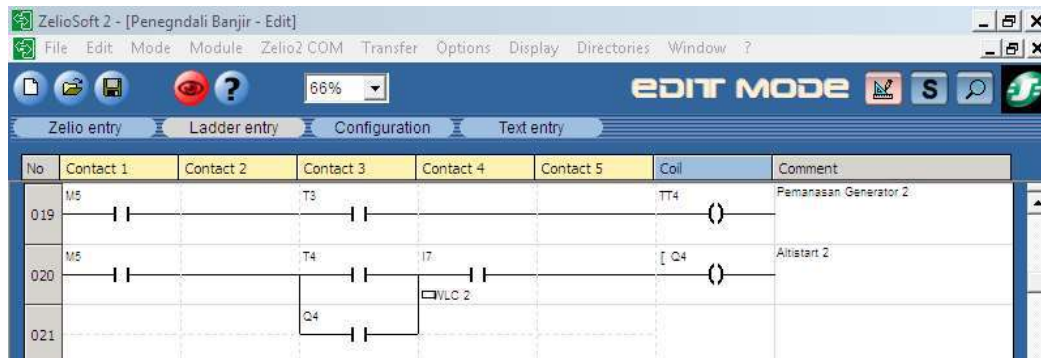 ZelioSoft 2 - [Penegndali Banjir - Edit]
File Edit Mode Module Zelio2 COM Transfer Options Display Directories Window ?
66% EDIT MODE S
Zelio entry Ladder entry Configuration Text entry
No Contact 1 Contact 2 Contact 3 Contact 4 Contact 5 Coil Comment
019 M5 T3 TT4 Pemanasan Generator 2
020 M5 T4 I7 [ Q4 Altistart 2
WLC 2
021 Q4